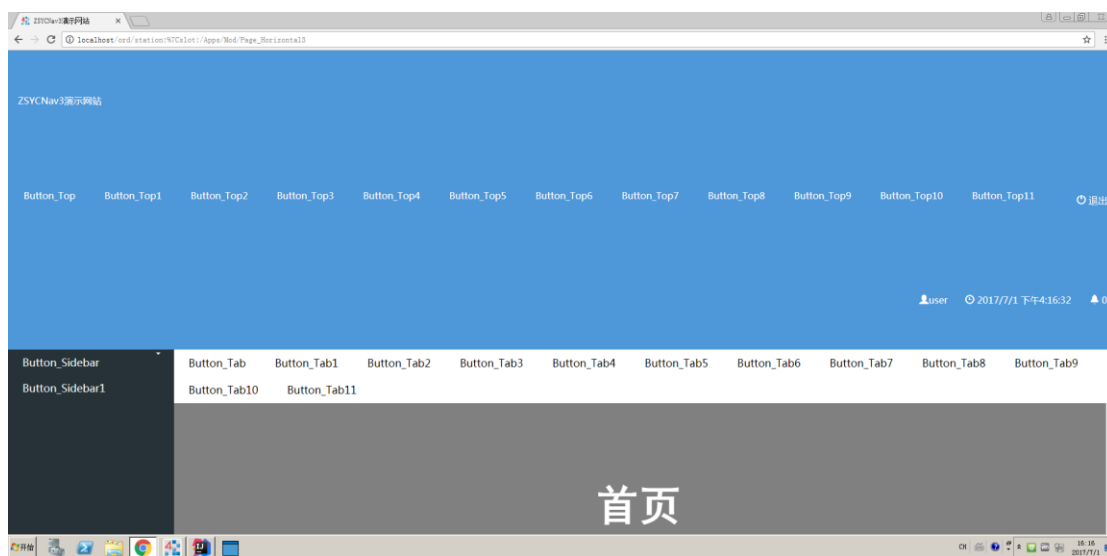 ZSYCNav3演示网站
localhost/ord/station:%7Cslot:/Apps/Mod/Page_Horizontal3
ZSYCNav3演示网站
Button_Top Button_Top1 Button_Top2 Button_Top3 Button_Top4 Button_Top5 Button_Top6 Button_Top7 Button_Top8 Button_Top9 Button_Top10 Button_Top11 退出
user 2017/7/1 下午4:16:32 0
Button_Sidebar Button_Tab Button_Tab1 Button_Tab2 Button_Tab3 Button_Tab4 Button_Tab5 Button_Tab6 Button_Tab7 Button_Tab8 Button_Tab9
Button_Sidebar1 Button_Tab10 Button_Tab11
首页
开始 CH 16:16
2017/7/1